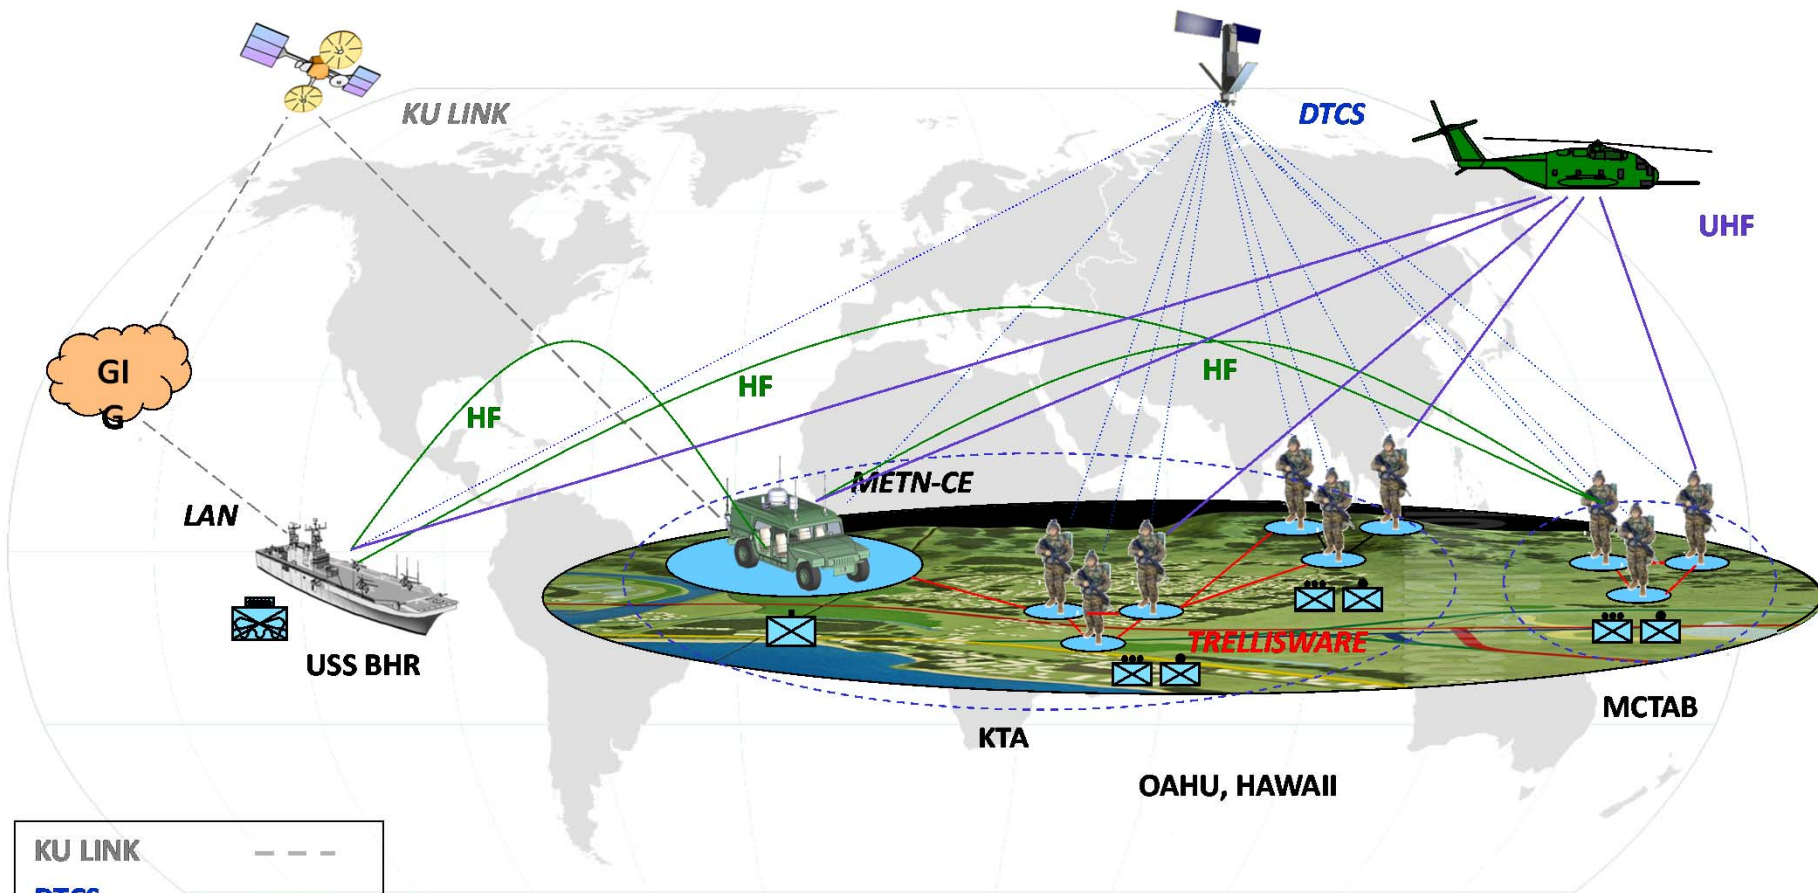 KU LINK
DTCS
UHF
GI
G
HF
HF
HF
METN-CE
LAN
TRELLISWARE
USS BHR
MCTAB
KTA
OAHU, HAWAII
KU LINK
DTCS